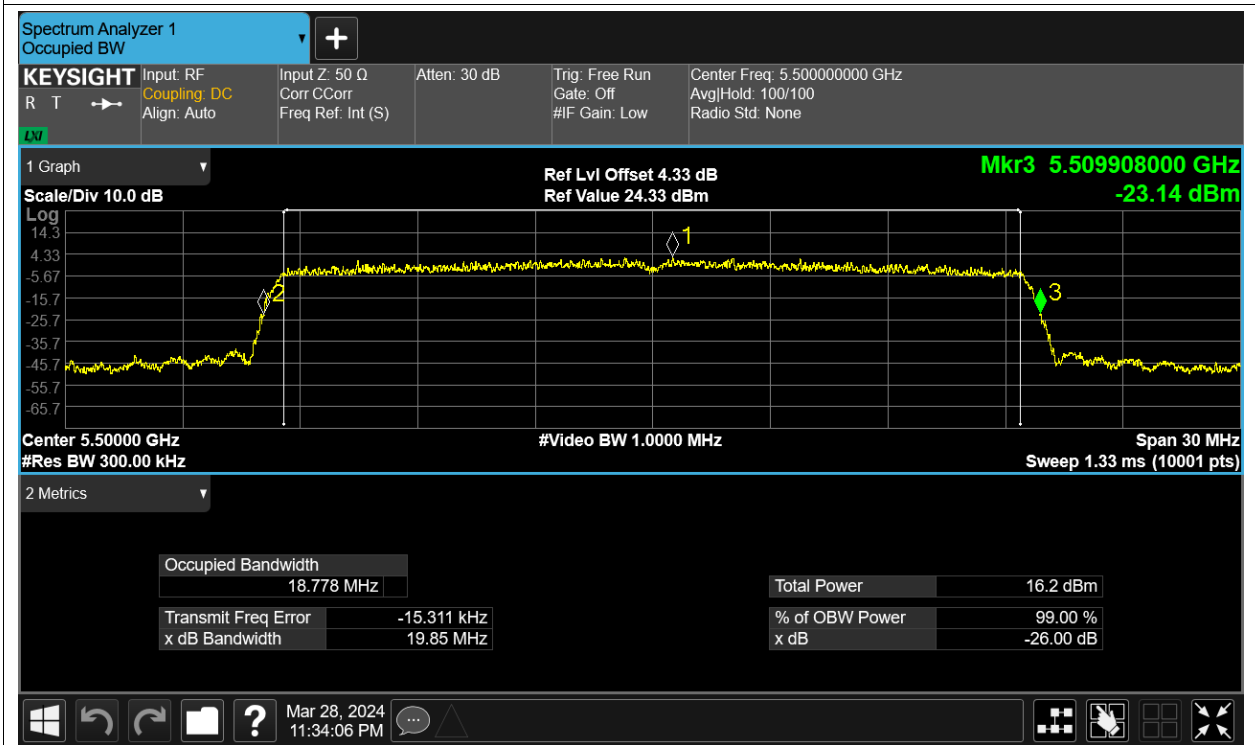 Spectrum Analyzer 1
Occupied BW
KEYSIGHT
R T
LXI
Input: RF
Coupling: DC
Align: Auto
Input Z: 50 Ω
Corr CCorr
Freq Ref: Int (S)
Atten: 30 dB
Trig: Free Run
Gate: Off
#IF Gain: Low
Center Freq: 5.500000000 GHz
Avg|Hold: 100/100
Radio Std: None
1 Graph
Scale/Div 10.0 dB
Ref Lvl Offset 4.33 dB
Ref Value 24.33 dBm
Mkr3 5.509908000 GHz
-23.14 dBm
Log
14.3
4.33
-5.67
-15.7
-25.7
-35.7
-45.7
-55.7
-65.7
1
2
3
Center 5.50000 GHz
#Res BW 300.00 kHz
#Video BW 1.0000 MHz
Span 30 MHz
Sweep 1.33 ms (10001 pts)
2 Metrics
Occupied Bandwidth
18.778 MHz
Transmit Freq Error -15.311 kHz
x dB Bandwidth 19.85 MHz
Total Power 16.2 dBm
% of OBW Power 99.00 %
x dB -26.00 dB
?
Mar 28, 2024
11:34:06 PM